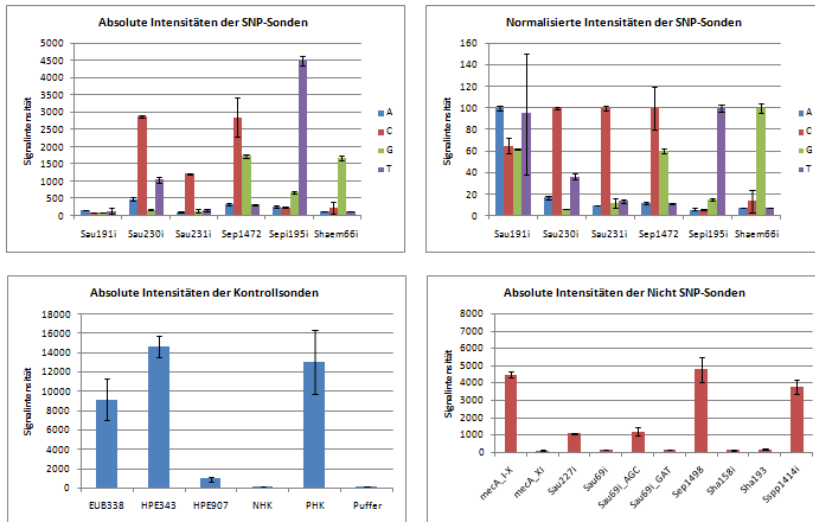 Absolute Intensitäten der SNP-Sonden
Signalintensität
5000
4500
4000
3500
3000
2500
2000
1500
1000
500
0
Sau191i Sau230i Sau231i Sep1472 Sepi195i Shaem66i
A
C
G
T
Normalisierte Intensitäten der SNP-Sonden
Signalintensität
160
140
120
100
80
60
40
20
0
Sau191i Sau230i Sau231i Sep1472 Sepi195i Shaem66i
A
C
G
T
Absolute Intensitäten der Kontrollsonden
Signalintensität
18000
16000
14000
12000
10000
8000
6000
4000
2000
0
EUB338 HPE343 HPE907 NHK PHK Puffer
Absolute Intensitäten der Nicht SNP-Sonden
Signalintensität
8000
7000
6000
5000
4000
3000
2000
1000
0
mecA_I-X mecA_XI Sau227i Sau69i Sau69i_AGC Sau69i_GAT Sep1498 Sha158i Sha193 Sspp1414i